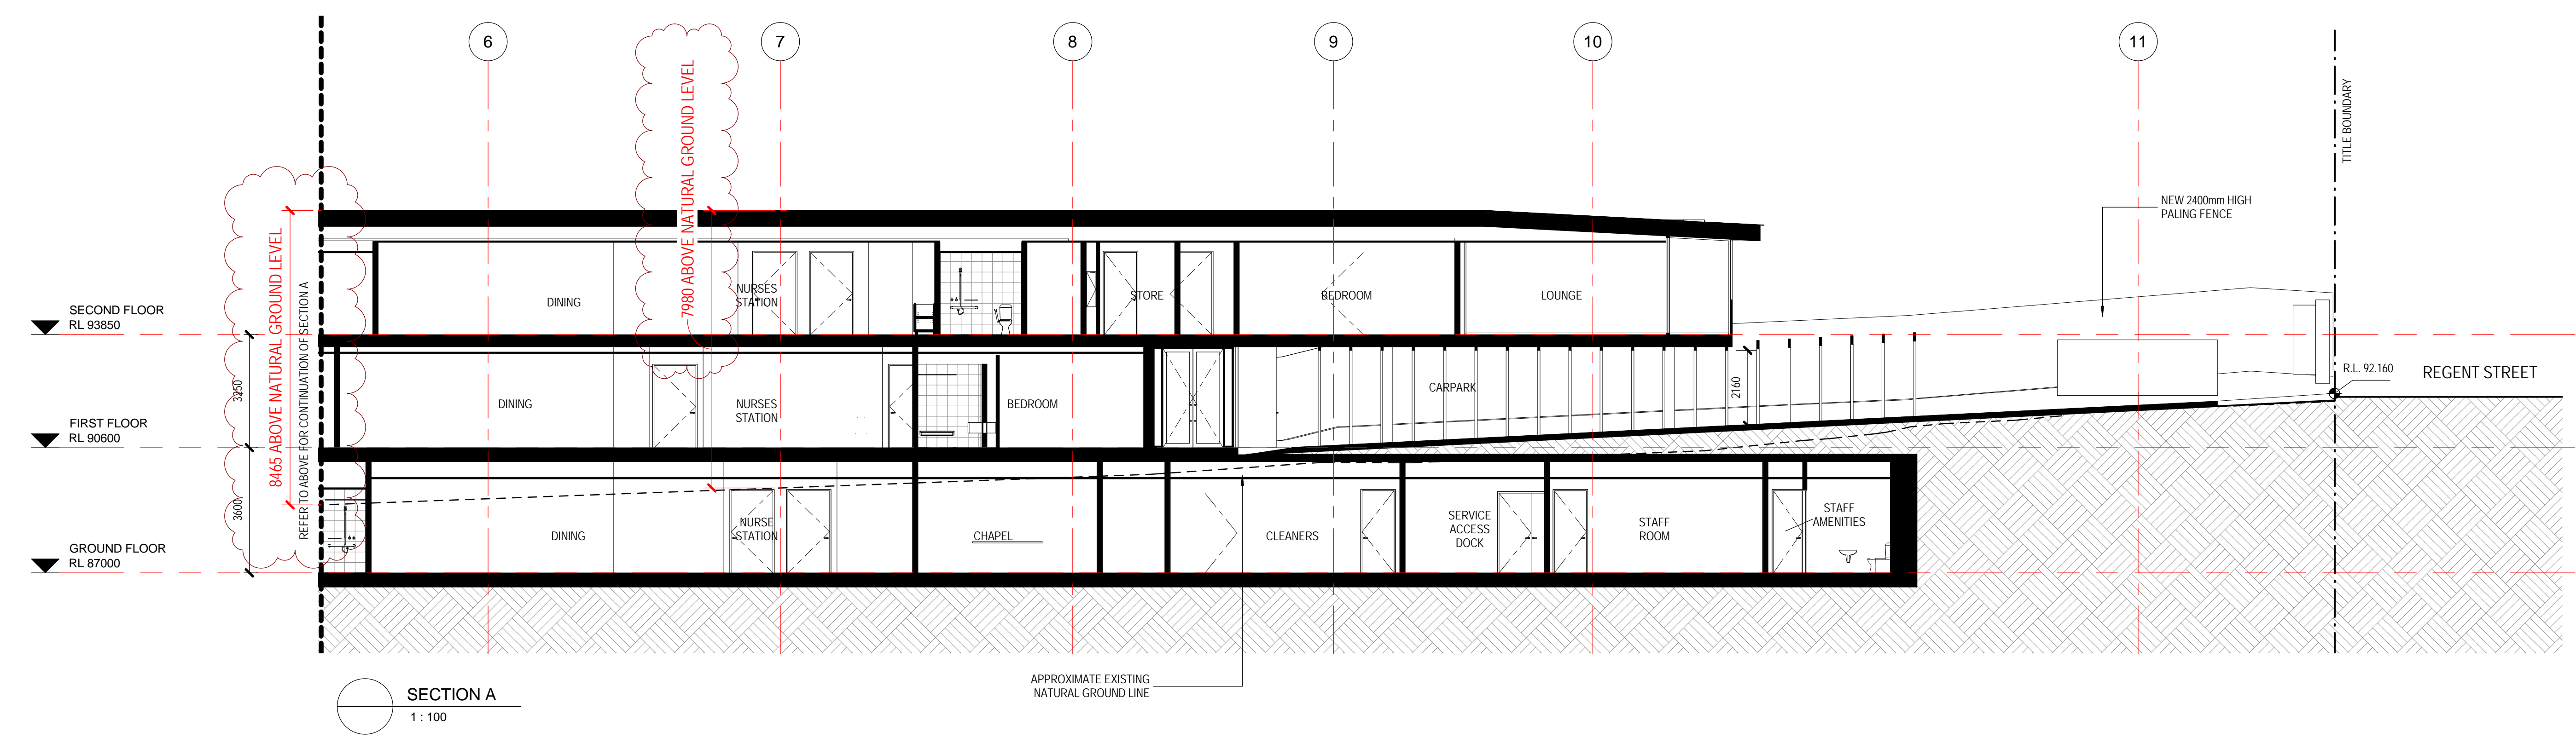 6
7
8
9
10
11
TITLE BOUNDARY
NEW 2400mm HIGH
PALING FENCE
7980 ABOVE NATURAL GROUND LEVEL
8465 ABOVE NATURAL GROUND LEVEL
REFER TO ABOVE FOR CONTINUATION OF SECTION A
SECOND FLOOR
RL 93850
DINING
NURSES
STATION
STORE
BEDROOM
LOUNGE
3250
FIRST FLOOR
RL 90600
DINING
NURSES
STATION
BEDROOM
CARPARK
2160
R.L. 92.160
REGENT STREET
3600
GROUND FLOOR
RL 87000
DINING
NURSE
STATION
CHAPEL
CLEANERS
SERVICE
ACCESS
DOCK
STAFF
ROOM
STAFF
AMENITIES
APPROXIMATE EXISTING
NATURAL GROUND LINE
SECTION A
1 : 100